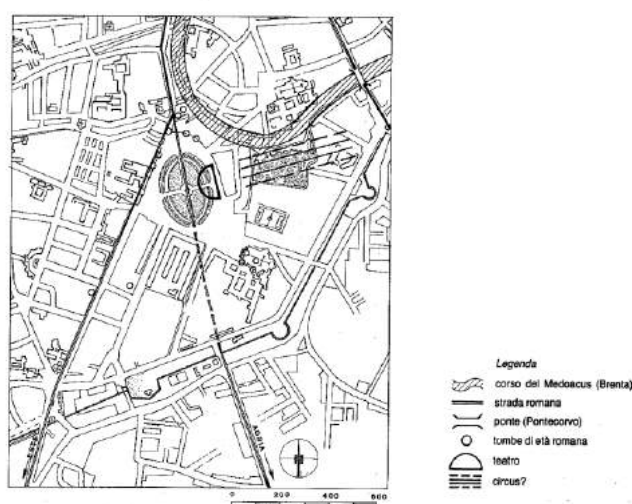 ADRIA
0 200 400 600
Legenda
corso del Medoacus (Brenta)
strada romana
ponte (Pontecorvo)
tombe di età romana
teatro
circus?